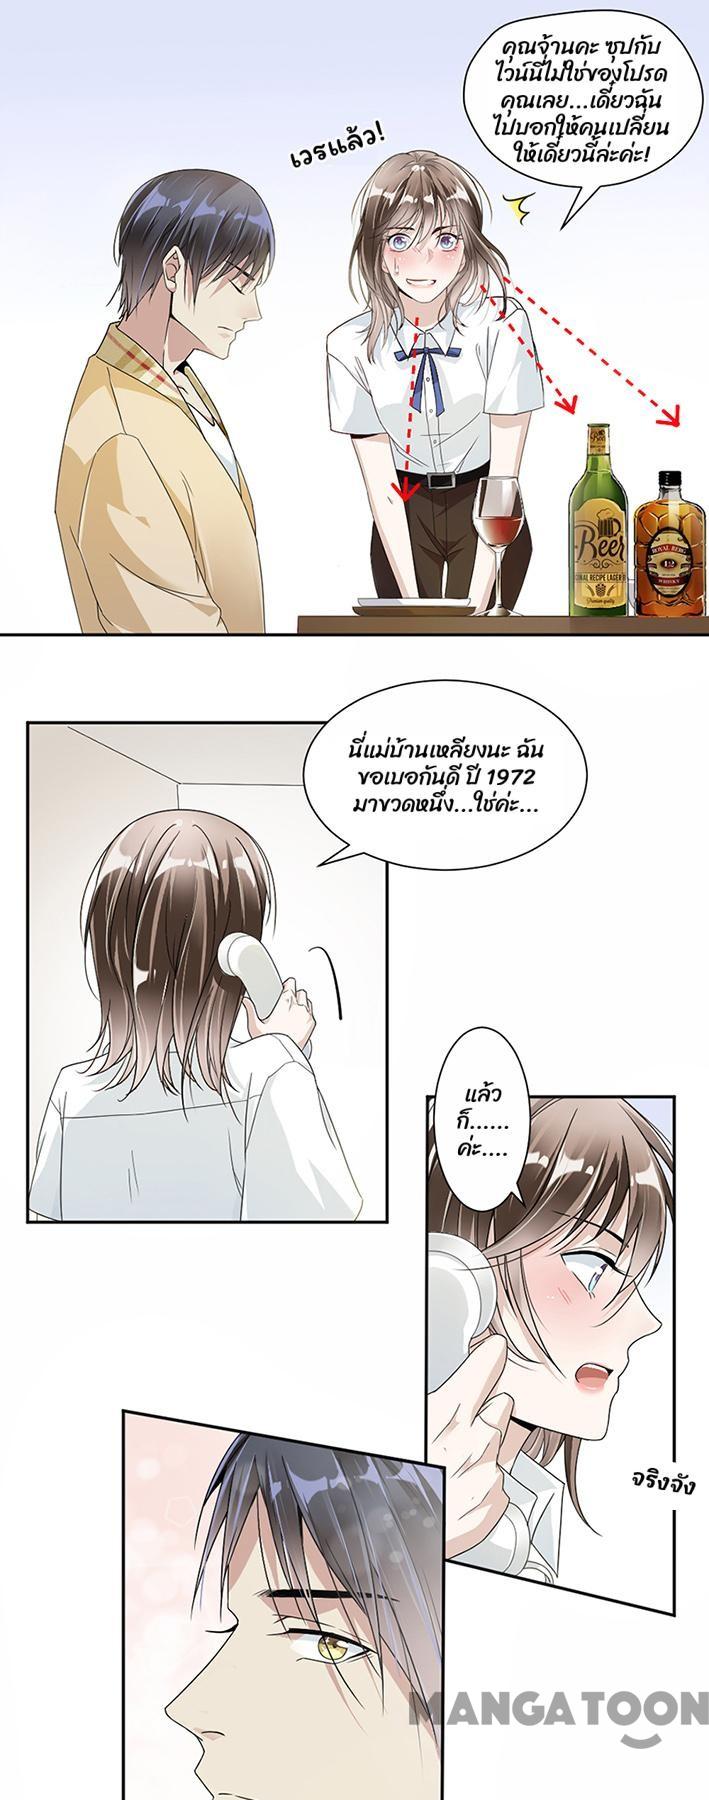 คุณจ้านคะ ซุปกับ
ไวน์นี่ไม่ใช่ของโปรด
คุณเลย...เดี๋ยวฉัน
ไปบอกให้คนเปลี่ยน
ให้เดี๋ยวนี้ล่ะค่ะ!
เวรแล้ว!
Beer
Beer
RECIPE LAGER
Premium quality
ROYAL BERG
12
WHISKY
นี่แม่บ้านเหลียงนะ ฉัน
ขอเบอกันดี ปี 1972
มาขวดหนึ่ง...ใช่ค่ะ...
แล้ว
ก็......
ค่ะ....
จริงจัง
MANGATOON